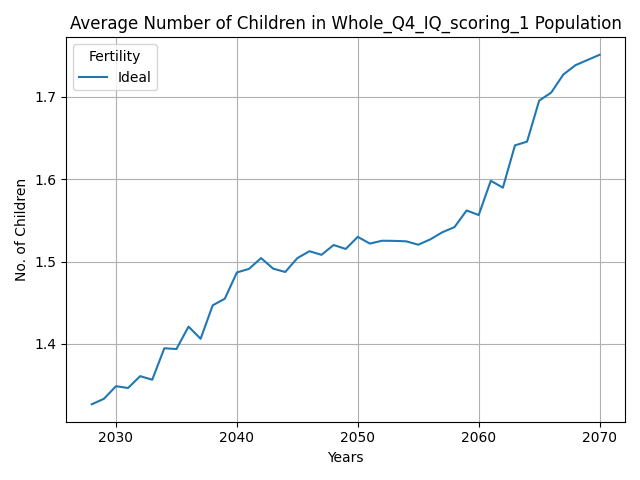 Average Number of Children in Whole_Q4_IQ_scoring_1 Population
Fertility
Ideal
No. of Children
1.7
1.6
1.5
1.4
2030 2040 2050 2060 2070
Years